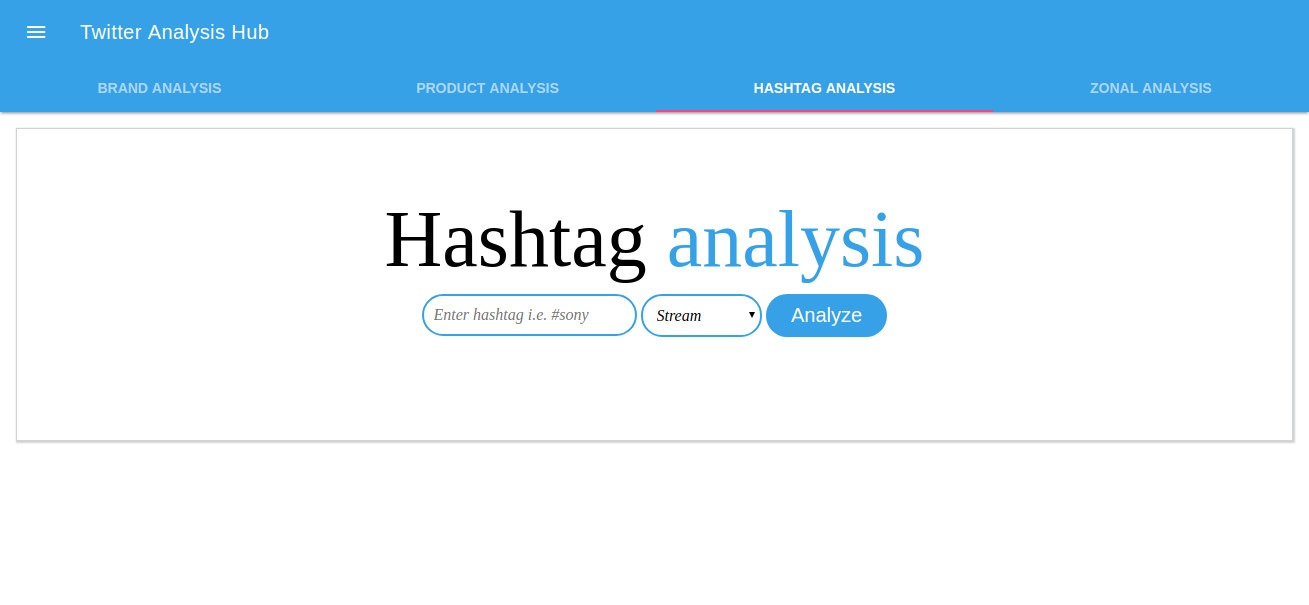 Twitter Analysis Hub
BRAND ANALYSIS PRODUCT ANALYSIS HASHTAG ANALYSIS ZONAL ANALYSIS
Hashtag analysis
Enter hashtag i.e. #sony Stream Analyze